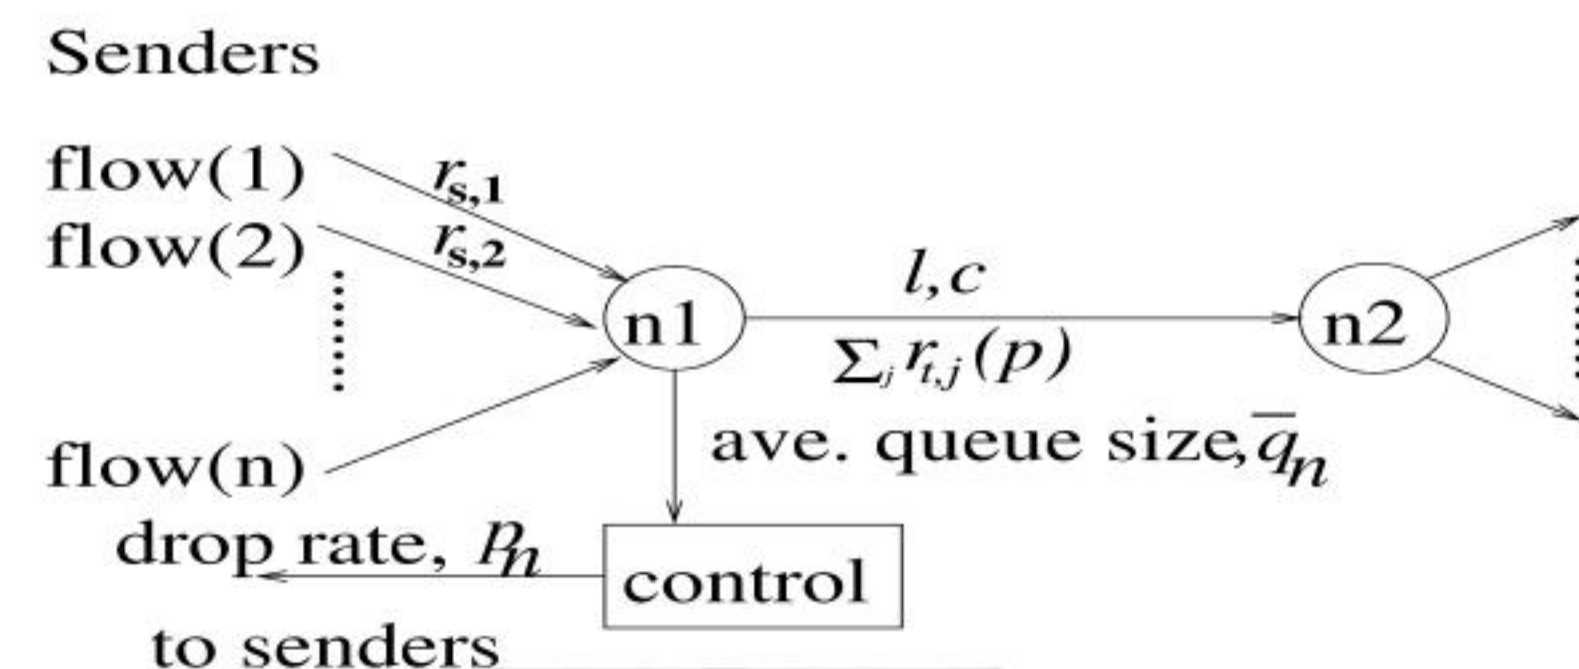 Senders
flow(1)
r_{s,1}
flow(2)
r_{s,2}
n1
l,c
n2
∑_j r_{t,j}(p)
flow(n)
ave. queue size, q̅_n
drop rate, p_n
control
to senders